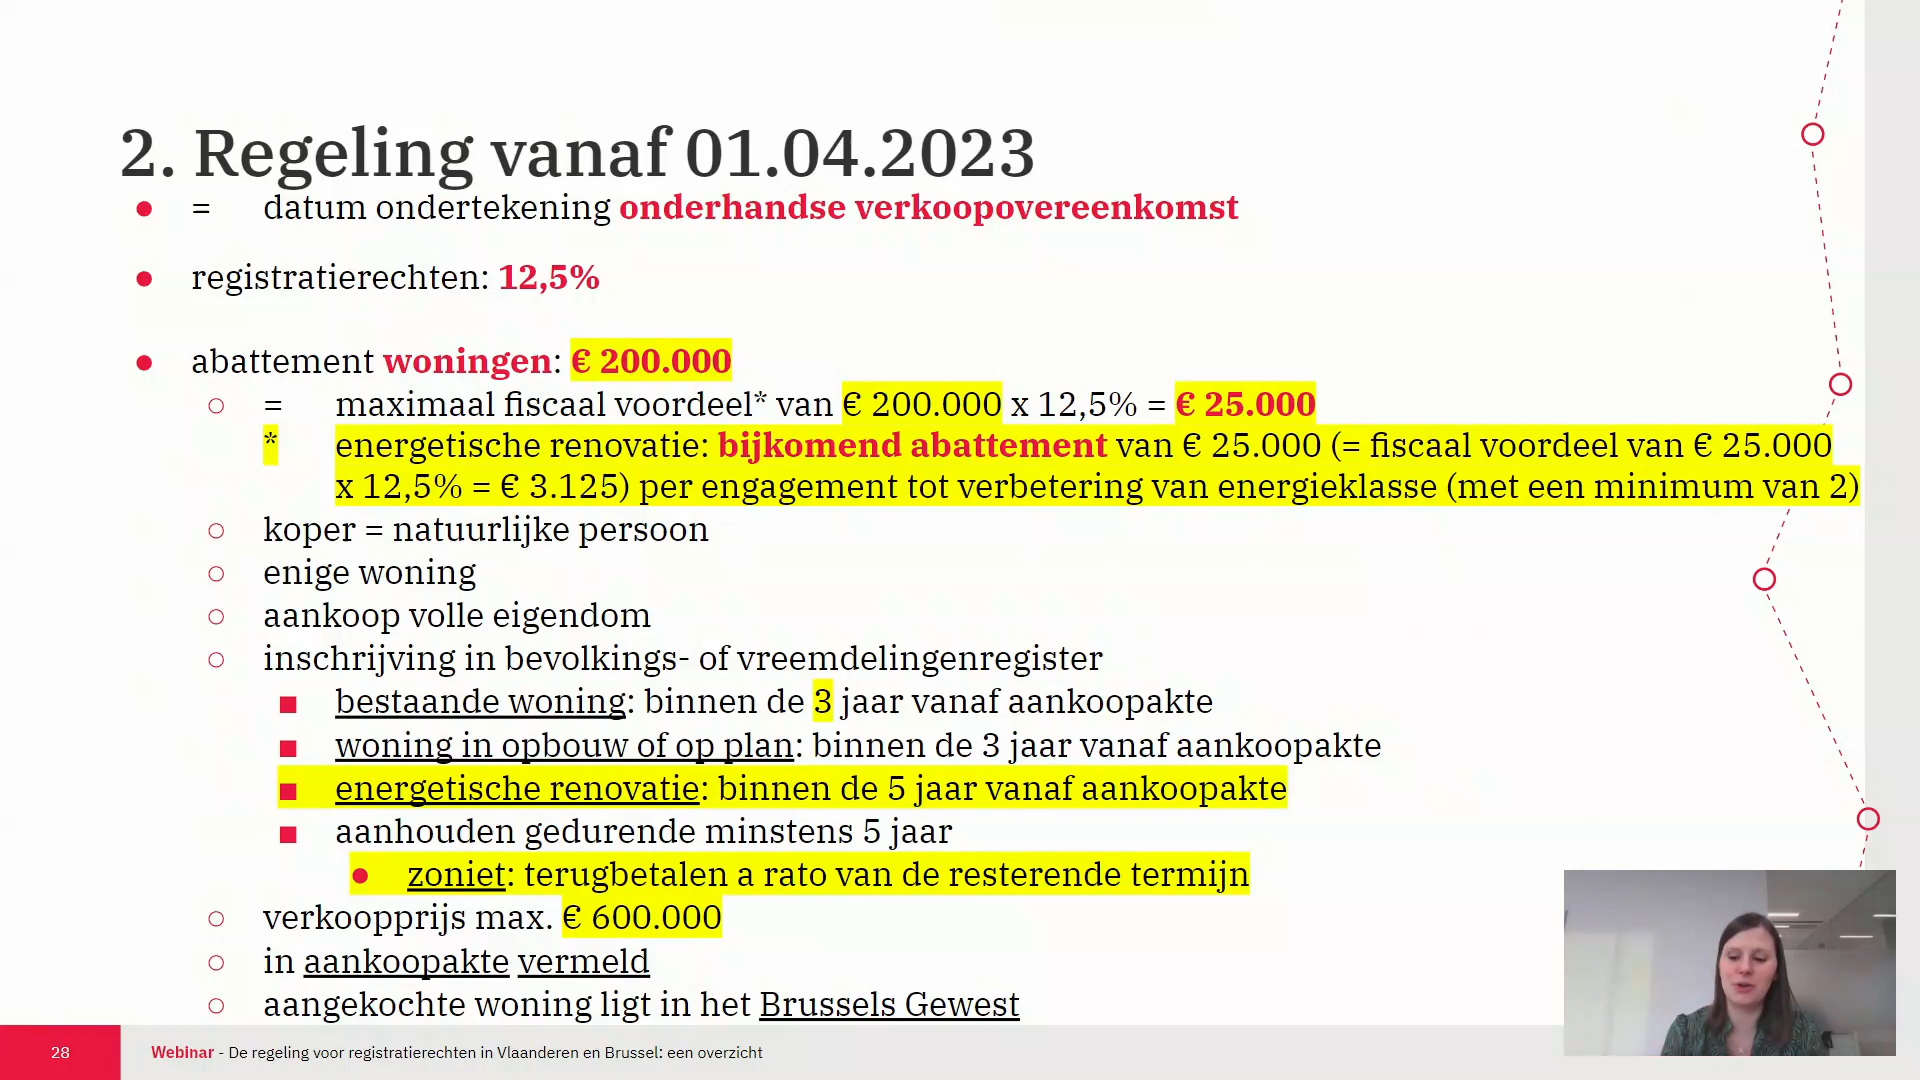 2. Regeling vanaf 01.04.2023
● = datum ondertekening onderhandse verkoopovereenkomst
● registratierechten: 12,5%
● abattement woningen: € 200.000
○ = maximaal fiscaal voordeel* van € 200.000 x 12,5% = € 25.000
* energetische renovatie: bijkomend abattement van € 25.000 (= fiscaal voordeel van € 25.000
x 12,5% = € 3.125) per engagement tot verbetering van energieklasse (met een minimum van 2)
○ koper = natuurlijke persoon
○ enige woning
○ aankoop volle eigendom
○ inschrijving in bevolkings- of vreemdelingenregister
■ bestaande woning: binnen de 3 jaar vanaf aankoopakte
■ woning in opbouw of op plan: binnen de 3 jaar vanaf aankoopakte
■ energetische renovatie: binnen de 5 jaar vanaf aankoopakte
■ aanhouden gedurende minstens 5 jaar
● zoniet: terugbetalen a rato van de resterende termijn
○ verkoopprijs max. € 600.000
○ in aankoopakte vermeld
○ aangekochte woning ligt in het Brussels Gewest
28 Webinar - De regeling voor registratierechten in Vlaanderen en Brussel: een overzicht